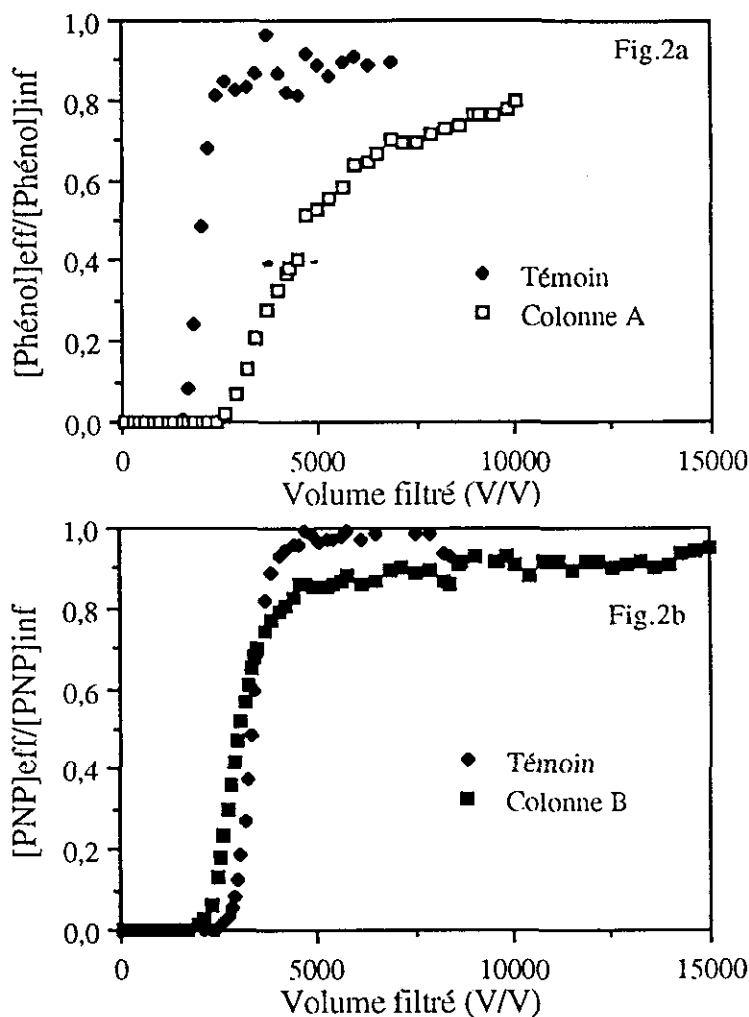 Fig.2a
[Phénol]eff/[Phénol]inf
1,0
0,8
0,6
0,4
0,2
0,0
Témoin
Colonne A
0
5000
10000
15000
Volume filtré (V/V)
Fig.2b
[PNP]eff/[PNP]inf
1,0
0,8
0,6
0,4
0,2
0,0
Témoin
Colonne B
0
5000
10000
15000
Volume filtré (V/V)